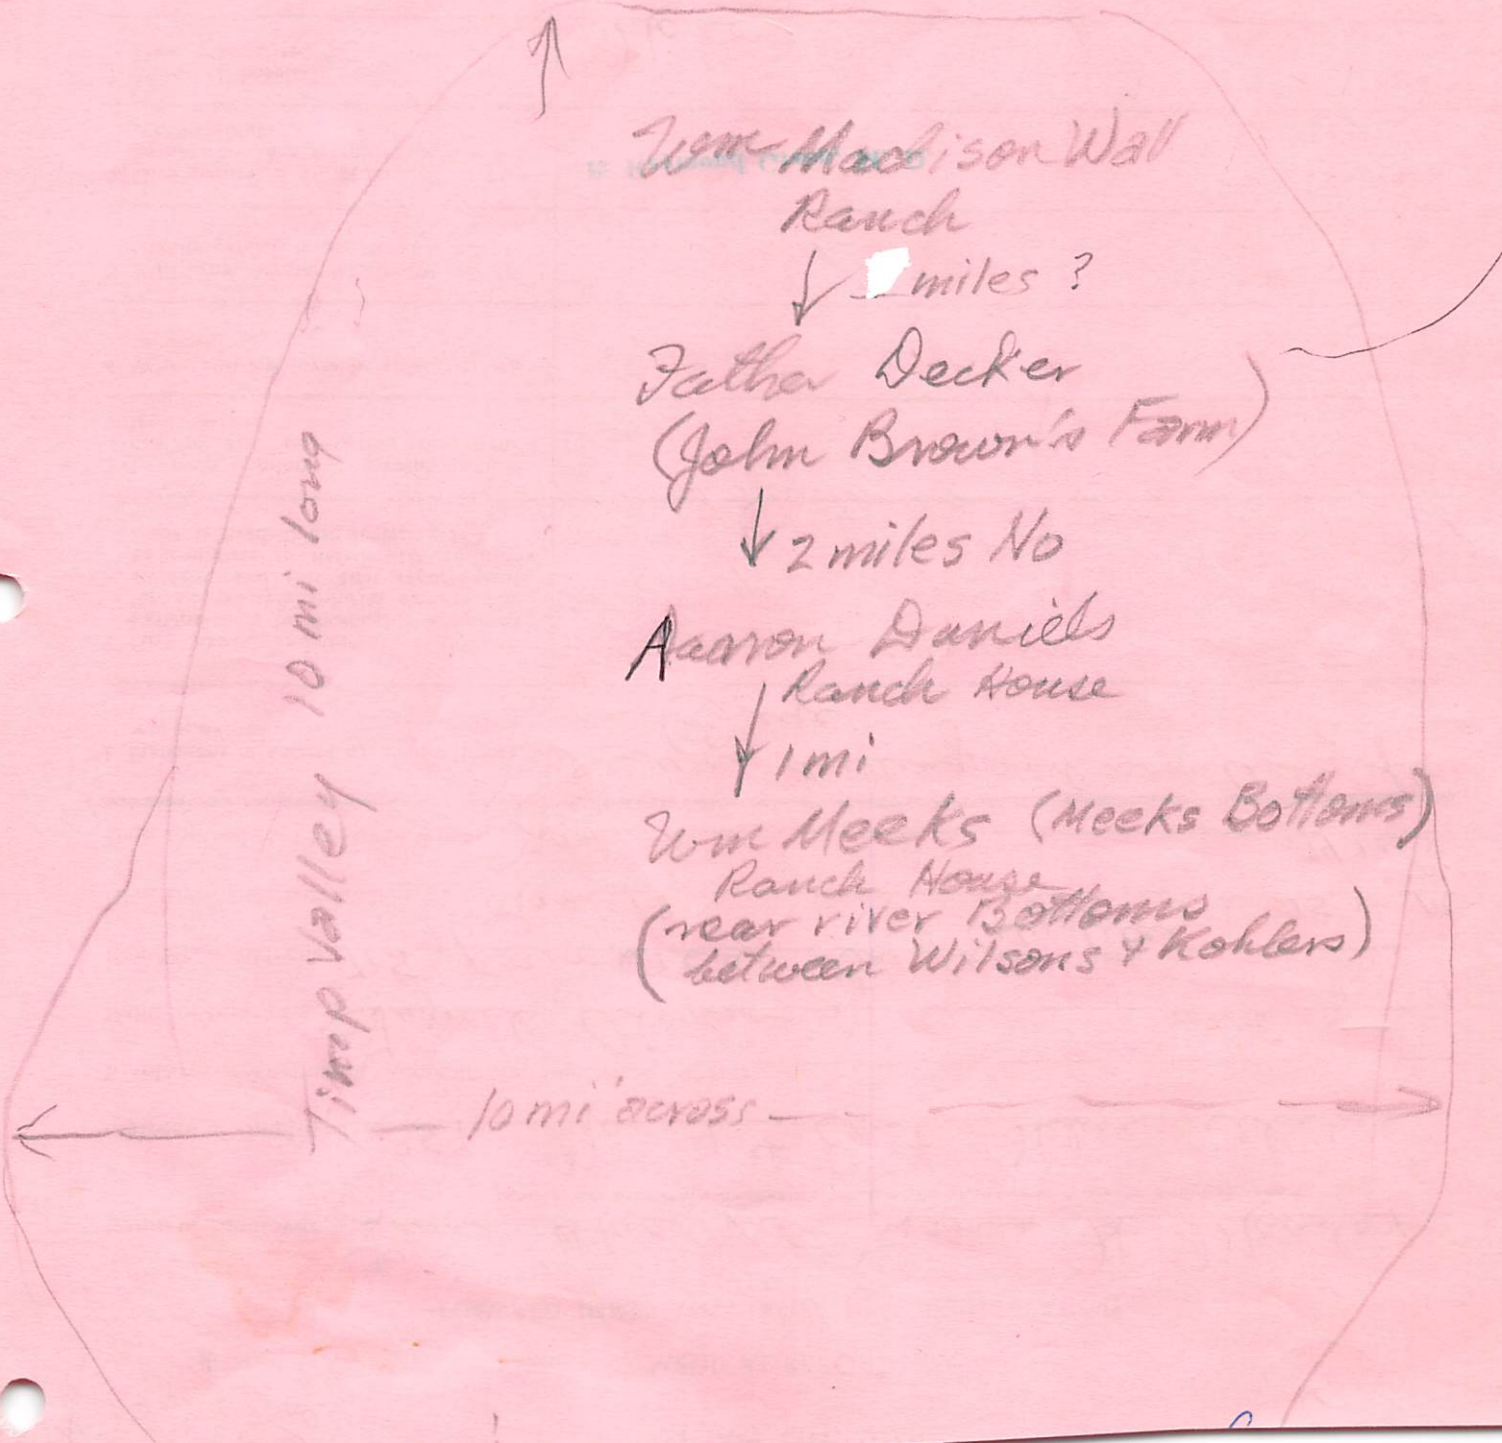 Wm Madison Wall
Ranch
miles ?
Father Decker
(John Brown's Farm)
2 miles No
Aaron Daniels
Ranch House
1 mi
Wm Meeks (Meeks Bottoms)
Ranch House
(near river Bottoms
between Wilsons & Kohlers)
Timp Valley 10 mi long
10 mi across